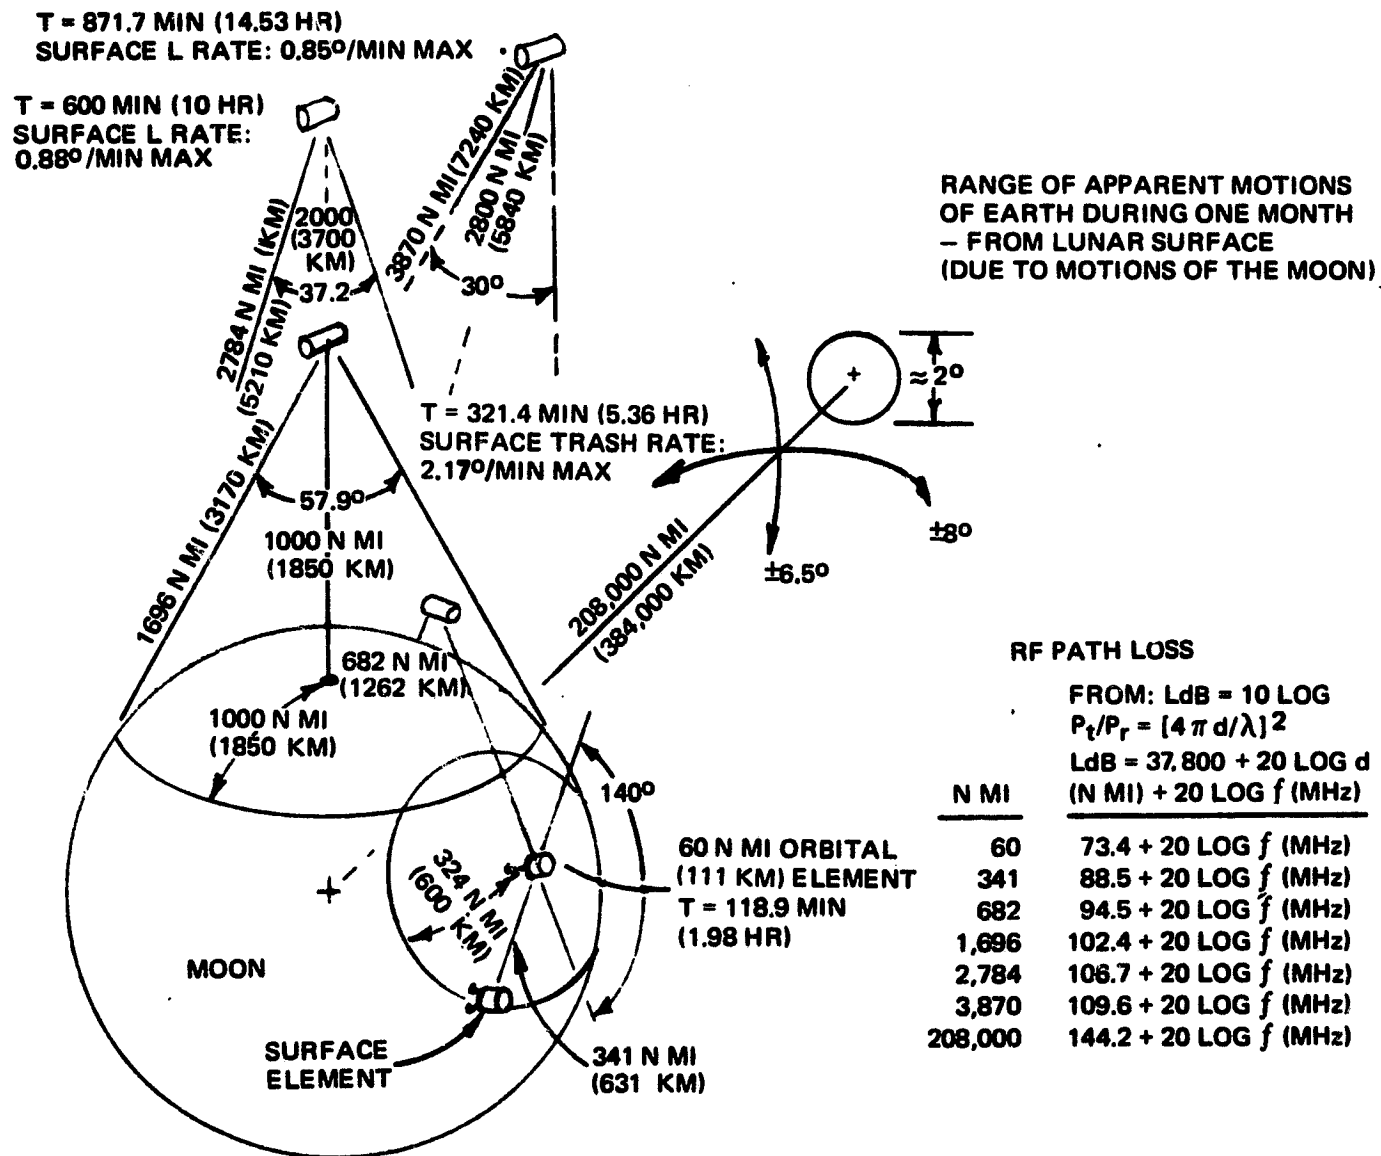 T = 871.7 MIN (14.53 HR)
SURFACE L RATE: 0.85º/MIN MAX
T = 600 MIN (10 HR)
SURFACE L RATE:
0.88º/MIN MAX
3870 N MI (7240 KM)
2800 N MI
(5840 KM)
30º
2784 N MI (KM)
(5210 KM)
2000
(3700
KM)
37.2
RANGE OF APPARENT MOTIONS
OF EARTH DURING ONE MONTH
– FROM LUNAR SURFACE
(DUE TO MOTIONS OF THE MOON)
≈ 2º
±8º
±6.5º
208,000 N MI
(384,000 KM)
T = 321.4 MIN (5.36 HR)
SURFACE TRASH RATE:
2.17º/MIN MAX
1696 N MI (3170 KM)
57.9º
1000 N MI
(1850 KM)
682 N MI
(1262 KM)
1000 N MI
(1850 KM)
140º
324 N MI
(600 KM)
60 N MI ORBITAL
(111 KM) ELEMENT
T = 118.9 MIN
(1.98 HR)
MOON
SURFACE
ELEMENT
341 N MI
(631 KM)
RF PATH LOSS
FROM: LdB = 10 LOG
Pt/Pr = [4 π d/λ]2
LdB = 37.800 + 20 LOG d
N MI (N MI) + 20 LOG f (MHz)
60 73.4 + 20 LOG f (MHz)
341 88.5 + 20 LOG f (MHz)
682 94.5 + 20 LOG f (MHz)
1,696 102.4 + 20 LOG f (MHz)
2,784 106.7 + 20 LOG f (MHz)
3,870 109.6 + 20 LOG f (MHz)
208,000 144.2 + 20 LOG f (MHz)